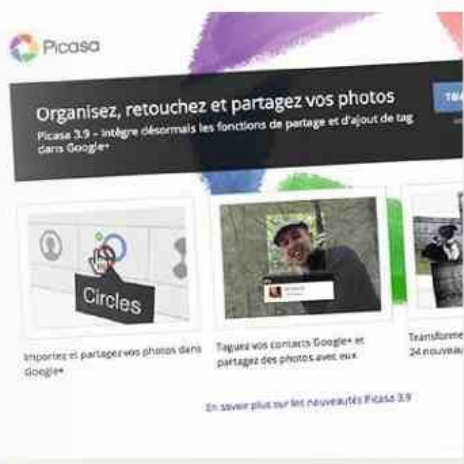 Picasa
Organisez, retouchez et partagez vos photos
Picasa 3.9 – Intègre désormais les fonctions de partage et d'ajout de tag
dans Google+
Circles
Importez et partagez vos photos dans
Google+
Taguez vos contacts Google+ et
partagez des photos avec eux
Transforme
24 nouveau
En savoir plus sur les nouveautés Picasa 3.9